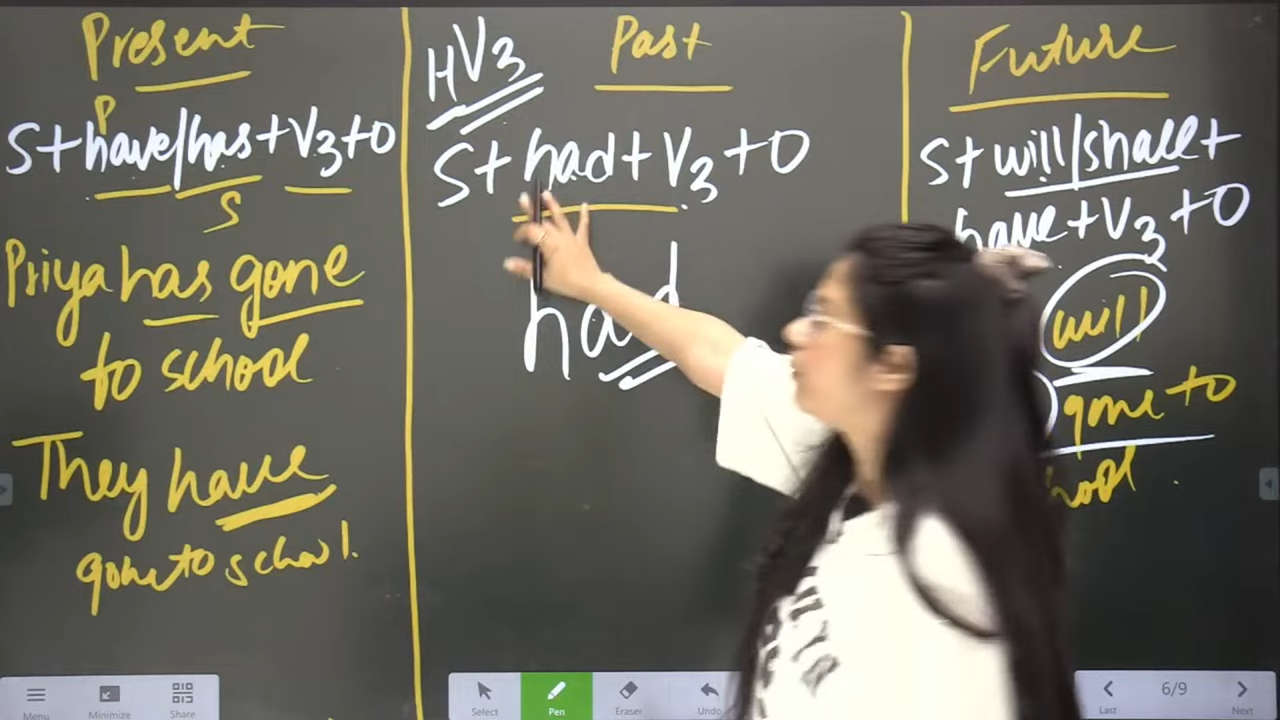 Present
P
S+have/has+V3+O
S
Priya has gone
to school
They have
gone to school.
HV3
Past
S+had+V3+O
had
Future
S+will/shall+
have+V3+O
will
gone to
Menu
Minimize
Share
Select
Pen
Eraser
Undo
6/9
Last
Next